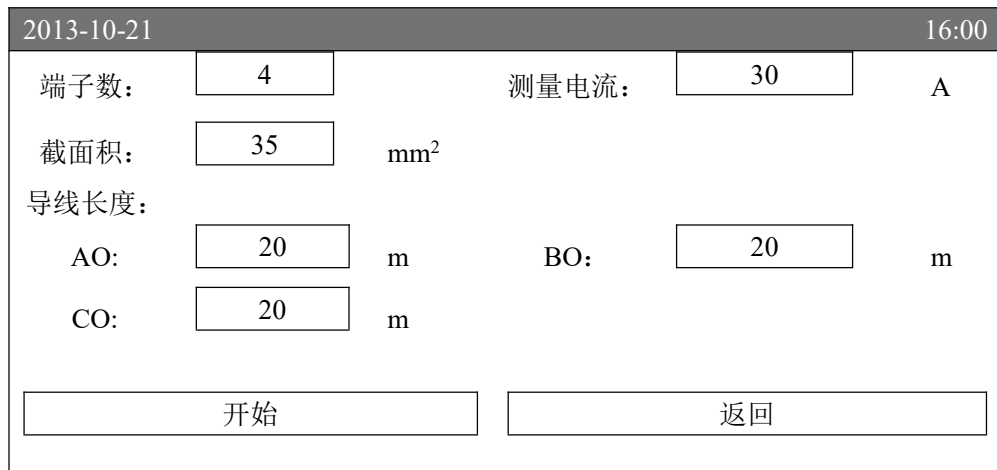 2013-10-21 16:00
端子数： 4 测量电流： 30 A
截面积： 35 mm²
导线长度：
AO: 20 m BO： 20 m
CO: 20 m
开始 返回